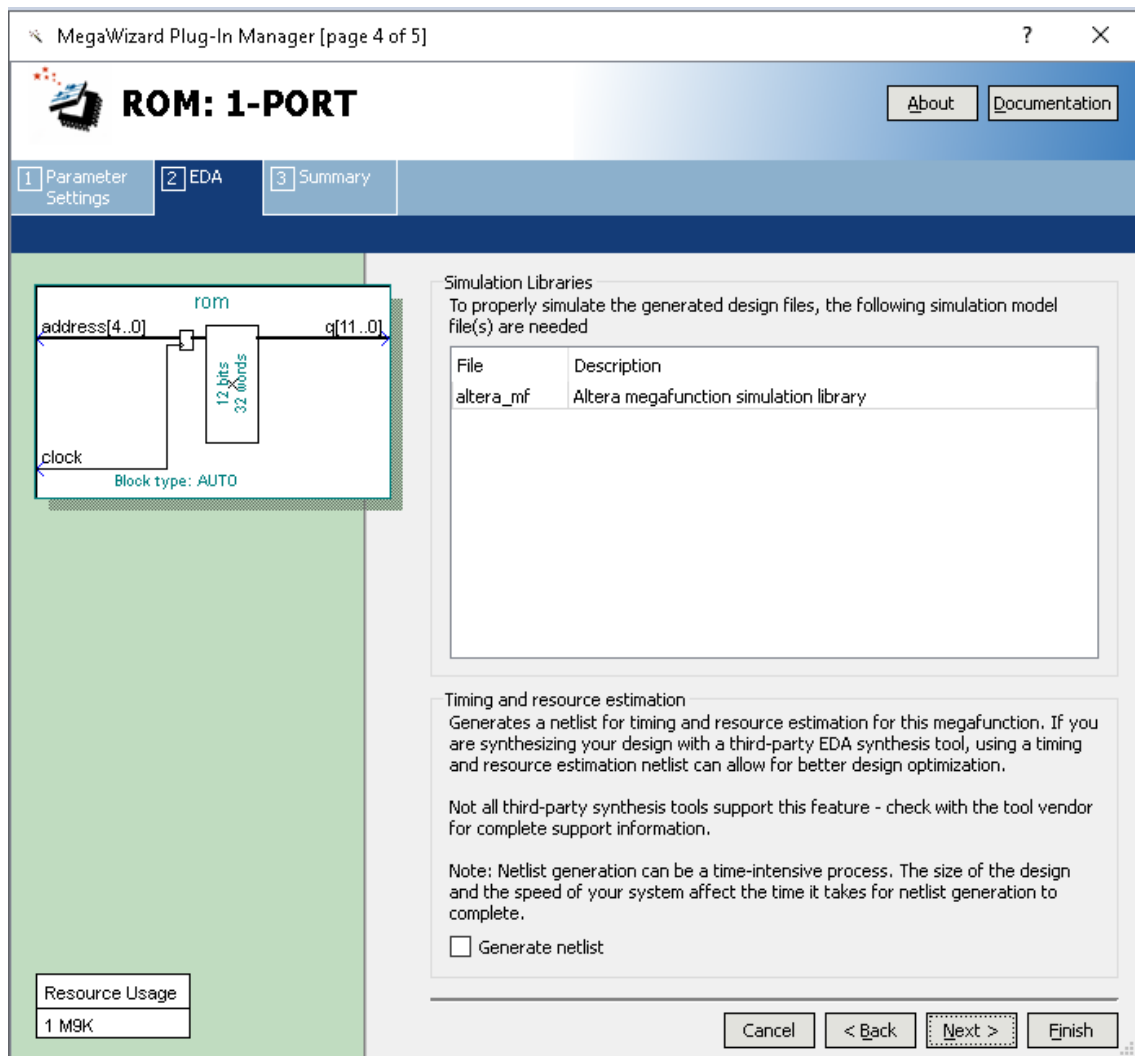 MegaWizard Plug-In Manager [page 4 of 5]
?
ROM: 1-PORT
About
Documentation
1 Parameter
Settings
2 EDA
3 Summary
rom
address[4..0]
q[11..0]
12 bits
32 words
clock
Block type: AUTO
Simulation Libraries
To properly simulate the generated design files, the following simulation model
file(s) are needed
File Description
altera_mf Altera megafunction simulation library
Timing and resource estimation
Generates a netlist for timing and resource estimation for this megafunction. If you
are synthesizing your design with a third-party EDA synthesis tool, using a timing
and resource estimation netlist can allow for better design optimization.
Not all third-party synthesis tools support this feature - check with the tool vendor
for complete support information.
Note: Netlist generation can be a time-intensive process. The size of the design
and the speed of your system affect the time it takes for netlist generation to
complete.
Generate netlist
Resource Usage
1 M9K
Cancel
< Back
Next >
Finish